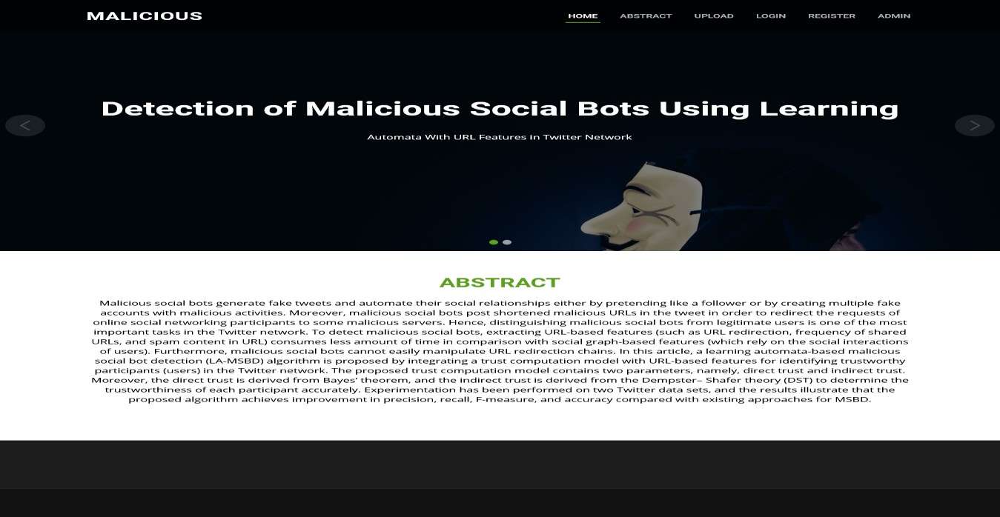 MALICIOUS
HOME ABSTRACT UPLOAD LOGIN REGISTER ADMIN
Detection of Malicious Social Bots Using Learning
< >
Automata With URL Features in Twitter Network
ABSTRACT
Malicious social bots generate fake tweets and automate their social relationships either by pretending like a follower or by creating multiple fake
accounts with malicious activities. Moreover, malicious social bots post shortened malicious URLs in the tweet in order to redirect the requests of
online social networking participants to some malicious servers. Hence, distinguishing malicious social bots from legitimate users is one of the most
important tasks in the Twitter network. To detect malicious social bots, extracting URL-based features (such as URL redirection, frequency of shared
URLs, and spam content in URL) consumes less amount of time in comparison with social graph-based features (which rely on the social interactions
of users). Furthermore, malicious social bots cannot easily manipulate URL redirection chains. In this article, a learning automata-based malicious
social bot detection (LA-MSBD) algorithm is proposed by integrating a trust computation model with URL-based features for identifying trustworthy
participants (users) in the Twitter network. The proposed trust computation model contains two parameters, namely, direct trust and indirect trust.
Moreover, the direct trust is derived from Bayes’ theorem, and the indirect trust is derived from the Dempster– Shafer theory (DST) to determine the
trustworthiness of each participant accurately. Experimentation has been performed on two Twitter data sets, and the results illustrate that the
proposed algorithm achieves improvement in precision, recall, F-measure, and accuracy compared with existing approaches for MSBD.